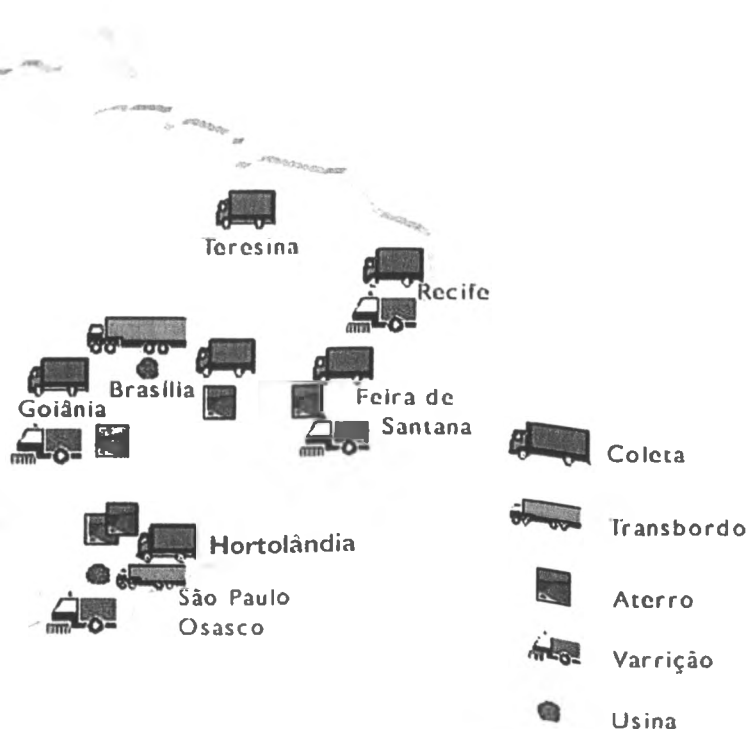 Teresina
Recife
Brasília
Goiânia
Feira de
Santana
Coleta
Transbordo
Hortolândia
São Paulo
Osasco
Aterro
Varrição
Usina